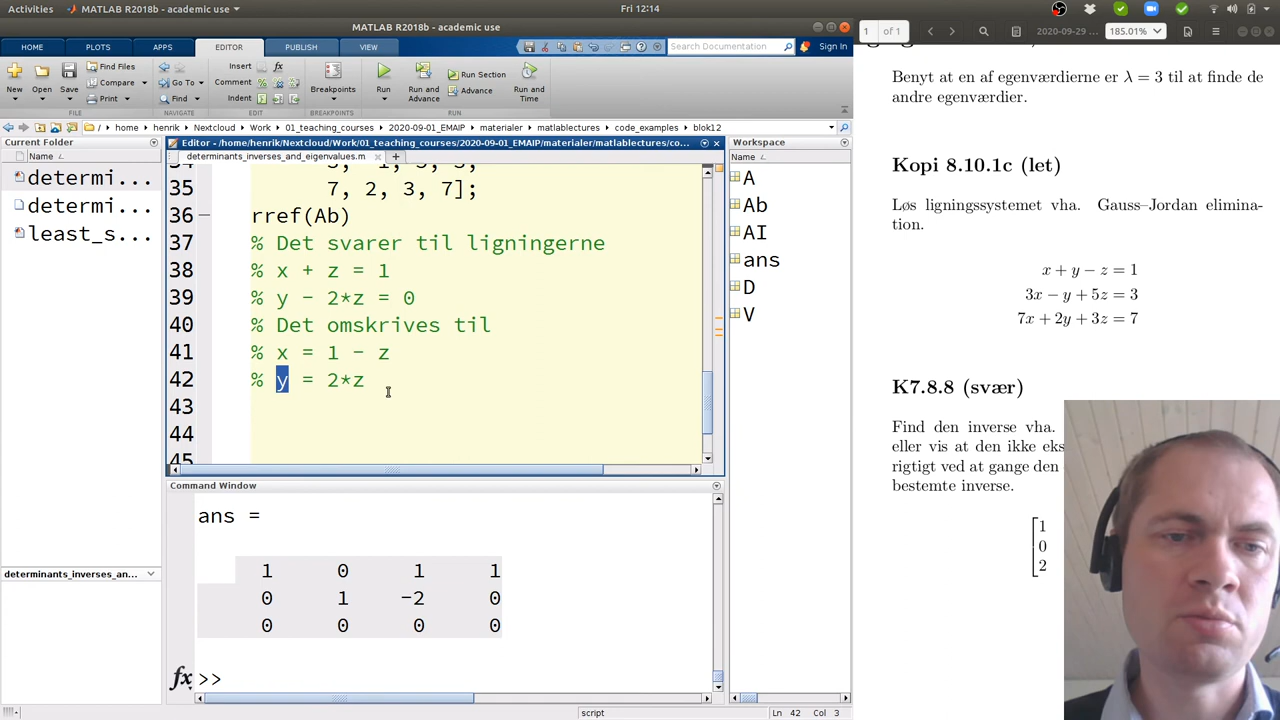 Activities
MATLAB R2018b - academic use
Fri 12:14
MATLAB R2018b - academic use
HOME PLOTS APPS EDITOR PUBLISH VIEW
Search Documentation
Sign In
New Open Save Find Files Compare Print
Go To Find
Insert Comment Indent
Breakpoints
Run
Run and Advance
Run Section
Advance
Run and Time
FILE NAVIGATE EDIT BREAKPOINTS RUN
/ home henrik Nextcloud Work 01_teaching_courses 2020-09-01_EMAIP materialer matlablectures code_examples blok12
Current Folder
Name
determi...
determi...
least_s...
determinants_inverses_an...
Editor - /home/henrik/Nextcloud/Work/01_teaching_courses/2020-09-01_EMAIP/materialer/matlablectures/co...
determinants_inverses_and_eigenvalues.m
35 7, 2, 3, 7];
36 rref(Ab)
37 % Det svarer til ligningerne
38 % x + z = 1
39 % y - 2*z = 0
40 % Det omskrives til
41 % x = 1 - z
42 % y = 2*z
43
44
45
Command Window
ans =
1 0 1 1
0 1 -2 0
0 0 0 0
fx >>
Workspace
Name
A
Ab
AI
ans
D
V
script
Ln 42 Col 3
1 of 1
2020-09-29 ...
185.01%
Benyt at en af egenværdierne er λ = 3 til at finde de
andre egenværdier.
Kopi 8.10.1c (let)
Løs ligningssystemet vha. Gauss–Jordan elimina-
tion.
x + y − z = 1
3x − y + 5z = 3
7x + 2y + 3z = 7
K7.8.8 (svær)
Find den inverse vha.
eller vis at den ikke eks
rigtigt ved at gange den
bestemte inverse.
1
0
2